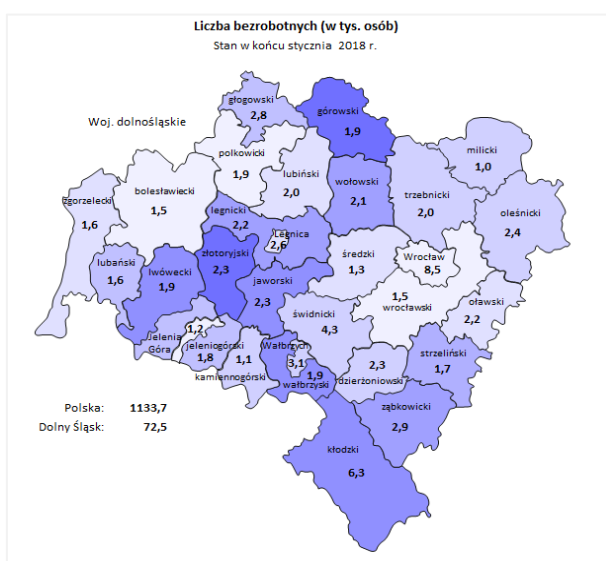 Liczba bezrobotnych (w tys. osób)
Stan w końcu stycznia 2018 r.
Woj. dolnośląskie
głogowski
2,8
górowski
1,9
polkowicki
1,9
lubiński
2,0
wołowski
2,1
milicki
1,0
trzebnicki
2,0
oleśnicki
2,4
zgorzelecki
1,6
bolesławiecki
1,5
legnicki
2,2
Legnica
2,6
lubański
1,6
lwówecki
1,9
złotoryjski
2,3
jaworski
2,3
średzki
1,3
Wrocław
8,5
1,5
wrocławski
oławski
2,2
świdnicki
4,3
Jelenia
Góra
1,2
jeleniogórski
1,8
1,1
kamiennogórski
Wałbrzych
3,1
1,9
wałbrzyski
2,3
dzierżoniowski
strzeliński
1,7
ząbkowicki
2,9
kłodzki
6,3
Polska: 1133,7
Dolny Śląsk: 72,5